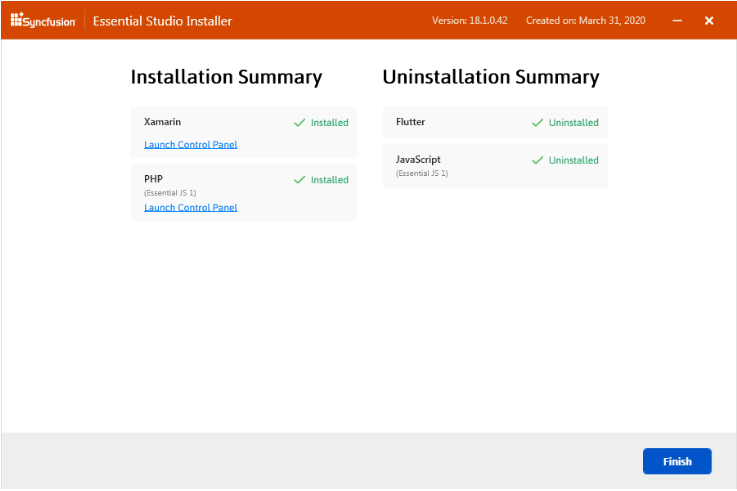 Syncfusion Essential Studio Installer Version: 18.1.0.42 Created on: March 31, 2020
Installation Summary
Xamarin Installed
Launch Control Panel
PHP Installed
(Essential JS 1)
Launch Control Panel
Uninstallation Summary
Flutter Uninstalled
JavaScript Uninstalled
(Essential JS 1)
Finish